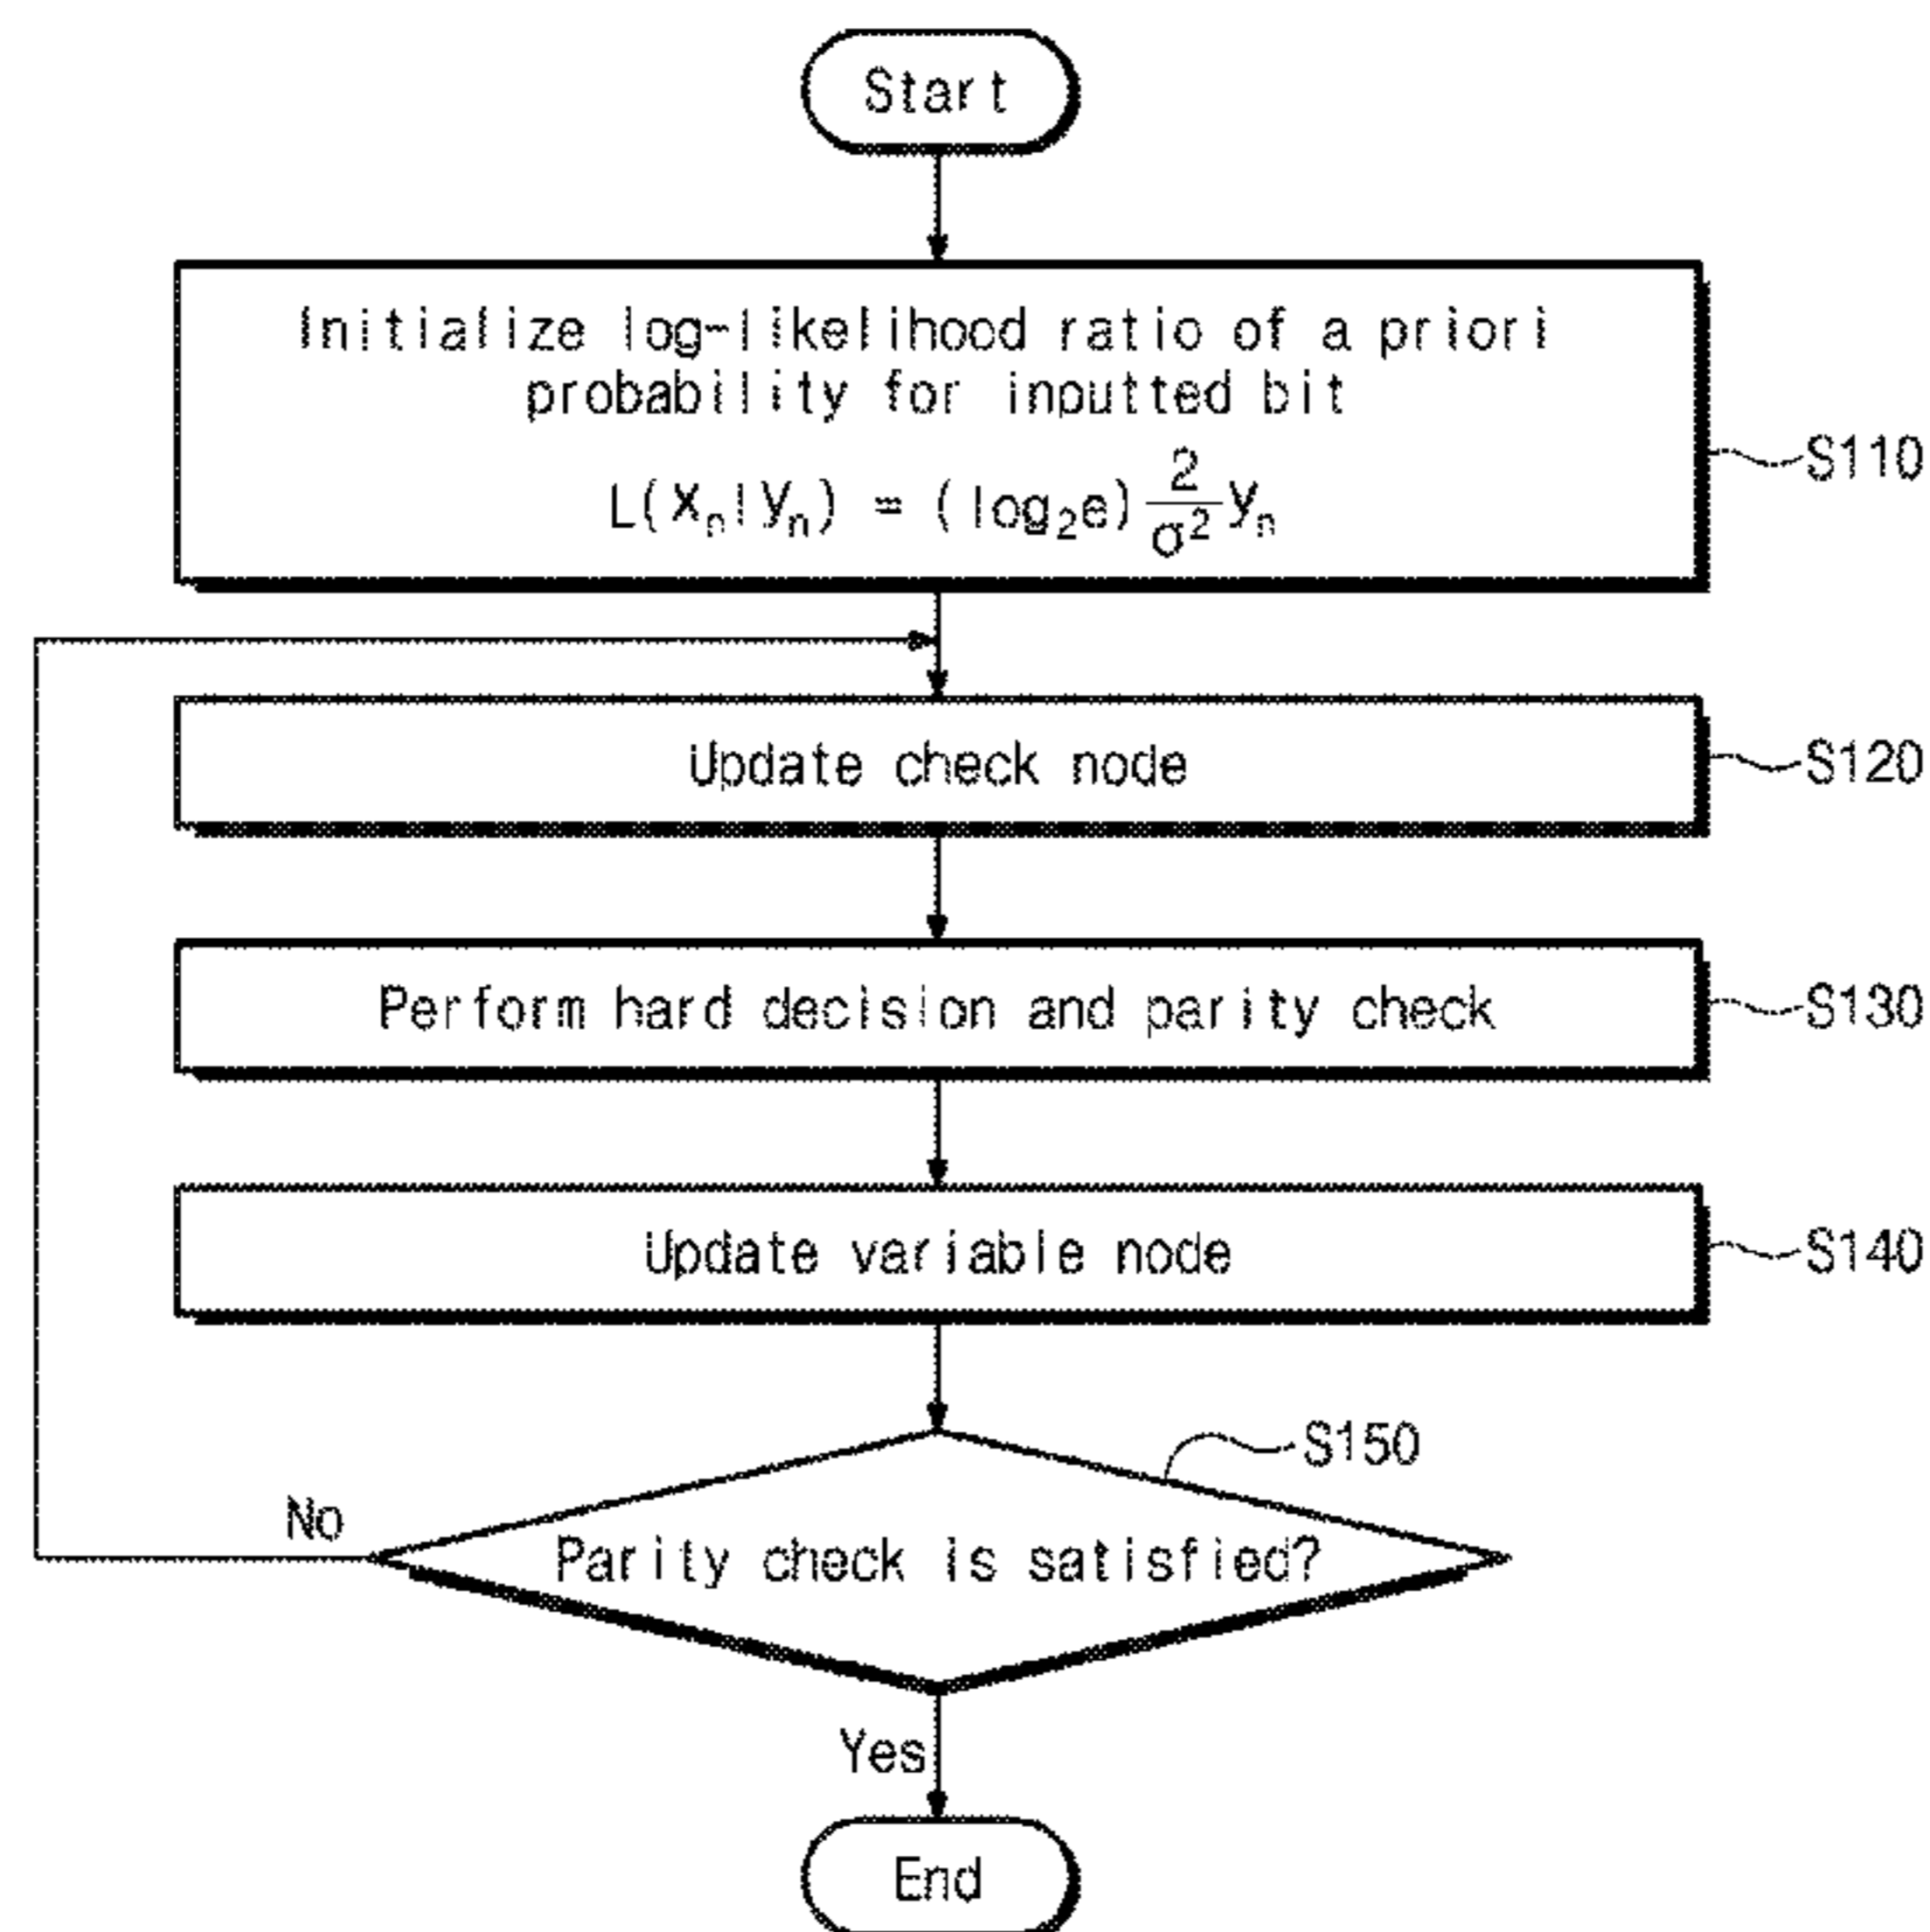 Start
Initialize log-likelihood ratio of a priori
probability for inputted bit
L(xₙ|yₙ) = (log₂e) 2/σ² yₙ
S110
Update check node
S120
Perform hard decision and parity check
S130
Update variable node
S140
S150
No
Parity check is satisfied?
Yes
End